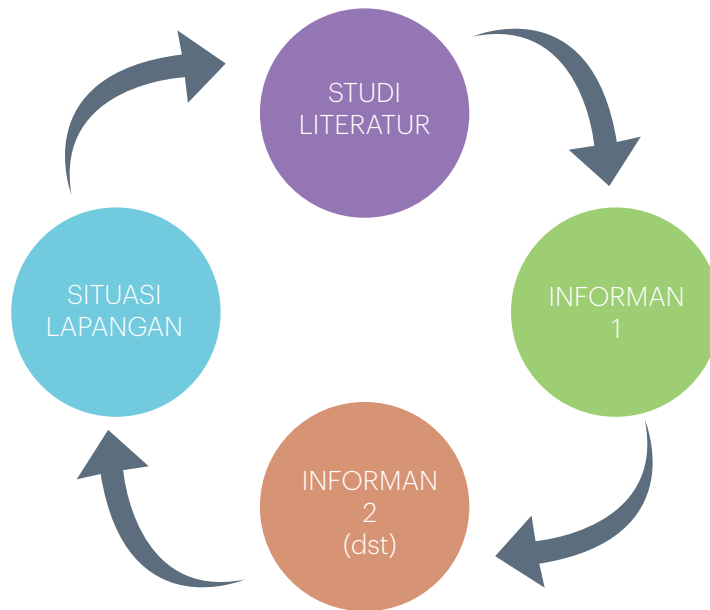 STUDI
LITERATUR
INFORMAN
1
INFORMAN
2
(dst)
SITUASI
LAPANGAN